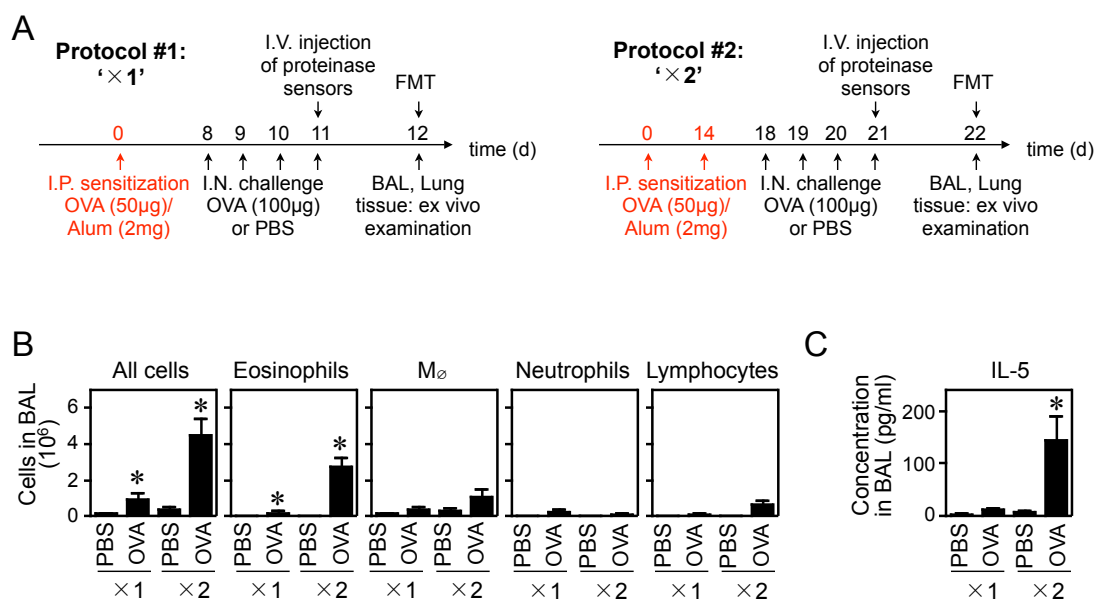 A
Protocol #1:
‘×1’
I.V. injection
of proteinase
sensors
FMT
0
8
9
10
11
12
time (d)
I.P. sensitization
OVA (50µg)/
Alum (2mg)
I.N. challenge
OVA (100µg)
or PBS
BAL, Lung
tissue: ex vivo
examination
Protocol #2:
‘×2’
I.V. injection
of proteinase
sensors
FMT
0
14
18
19
20
21
22
time (d)
I.P. sensitization
OVA (50µg)/
Alum (2mg)
I.N. challenge
OVA (100µg)
or PBS
BAL, Lung
tissue: ex vivo
examination
B
All cells
Eosinophils
M∅
Neutrophils
Lymphocytes
Cells in BAL
(10⁶)
6
4
2
0
*
*
*
*
PBS OVA PBS OVA
×1 ×2
PBS OVA PBS OVA
×1 ×2
PBS OVA PBS OVA
×1 ×2
PBS OVA PBS OVA
×1 ×2
PBS OVA PBS OVA
×1 ×2
C
IL-5
Concentration
in BAL (pg/ml)
200
100
0
*
PBS OVA PBS OVA
×1 ×2